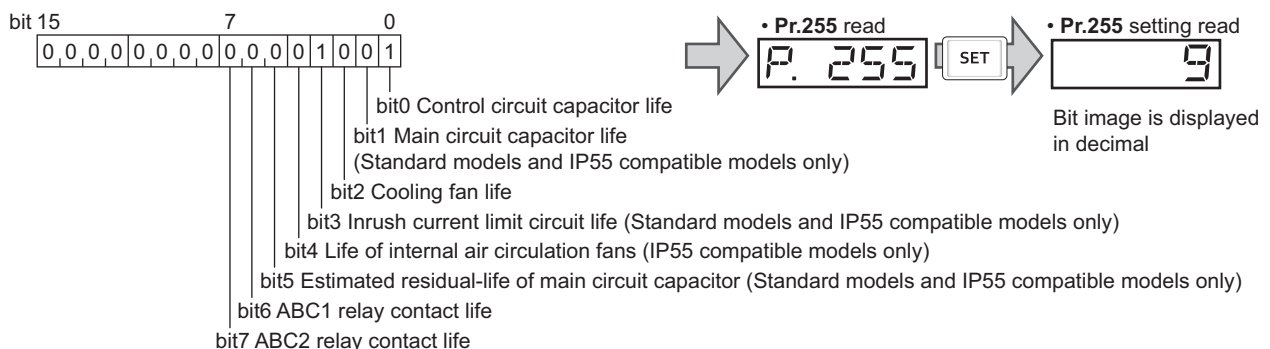 bit 15 7 0
0 0 0 0 0 0 0 0 0 0 0 0 1 0 0 1
bit0 Control circuit capacitor life
bit1 Main circuit capacitor life
(Standard models and IP55 compatible models only)
bit2 Cooling fan life
bit3 Inrush current limit circuit life (Standard models and IP55 compatible models only)
bit4 Life of internal air circulation fans (IP55 compatible models only)
bit5 Estimated residual-life of main circuit capacitor (Standard models and IP55 compatible models only)
bit6 ABC1 relay contact life
bit7 ABC2 relay contact life
• Pr.255 read
P. 255
SET
• Pr.255 setting read
9
Bit image is displayed
in decimal